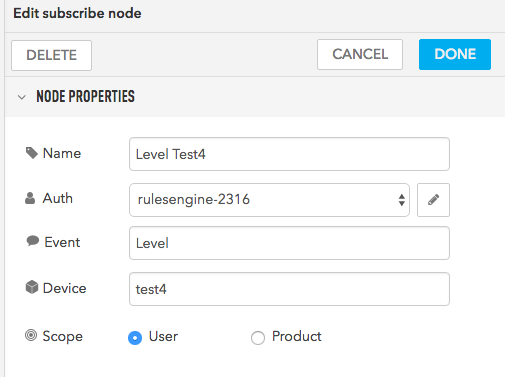 Edit subscribe node
DELETE CANCEL DONE
NODE PROPERTIES
Name Level Test4
Auth rulesengine-2316
Event Level
Device test4
Scope User Product